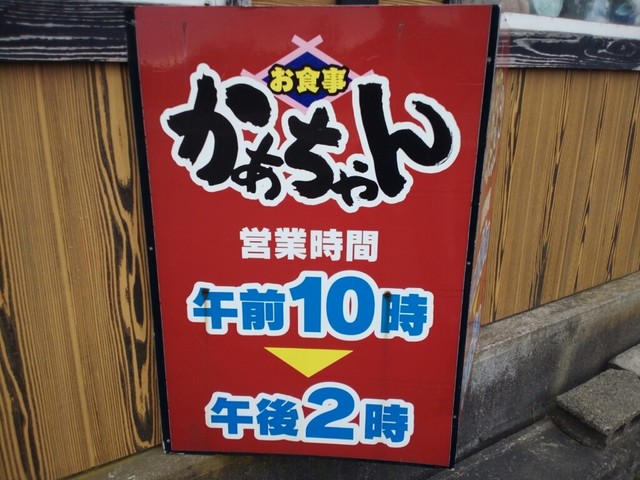 お食事
かあちゃん
営業時間
午前10時
午後2時